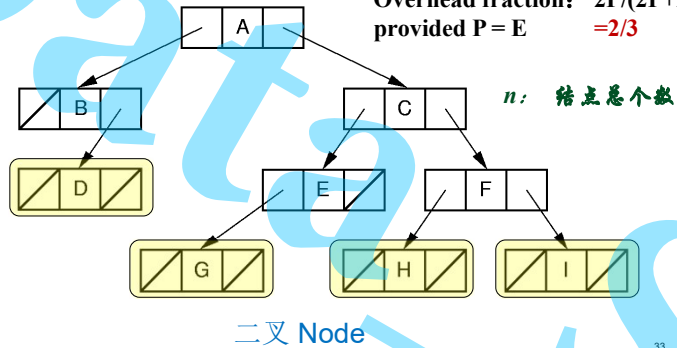 Overhead fraction: 2P/(2P+
provided P = E =2/3
A
B
C
n: 结点总个数
D
E
F
G
H
I
二叉 Node
33